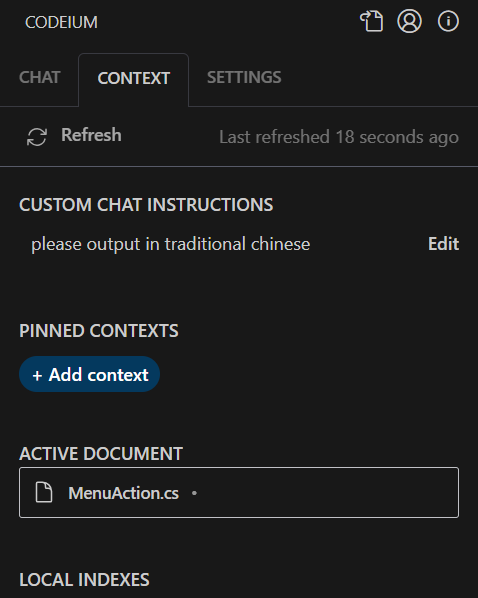 CODEIUM
CHAT CONTEXT SETTINGS
Refresh Last refreshed 18 seconds ago
CUSTOM CHAT INSTRUCTIONS
please output in traditional chinese Edit
PINNED CONTEXTS
+ Add context
ACTIVE DOCUMENT
MenuAction.cs •
LOCAL INDEXES